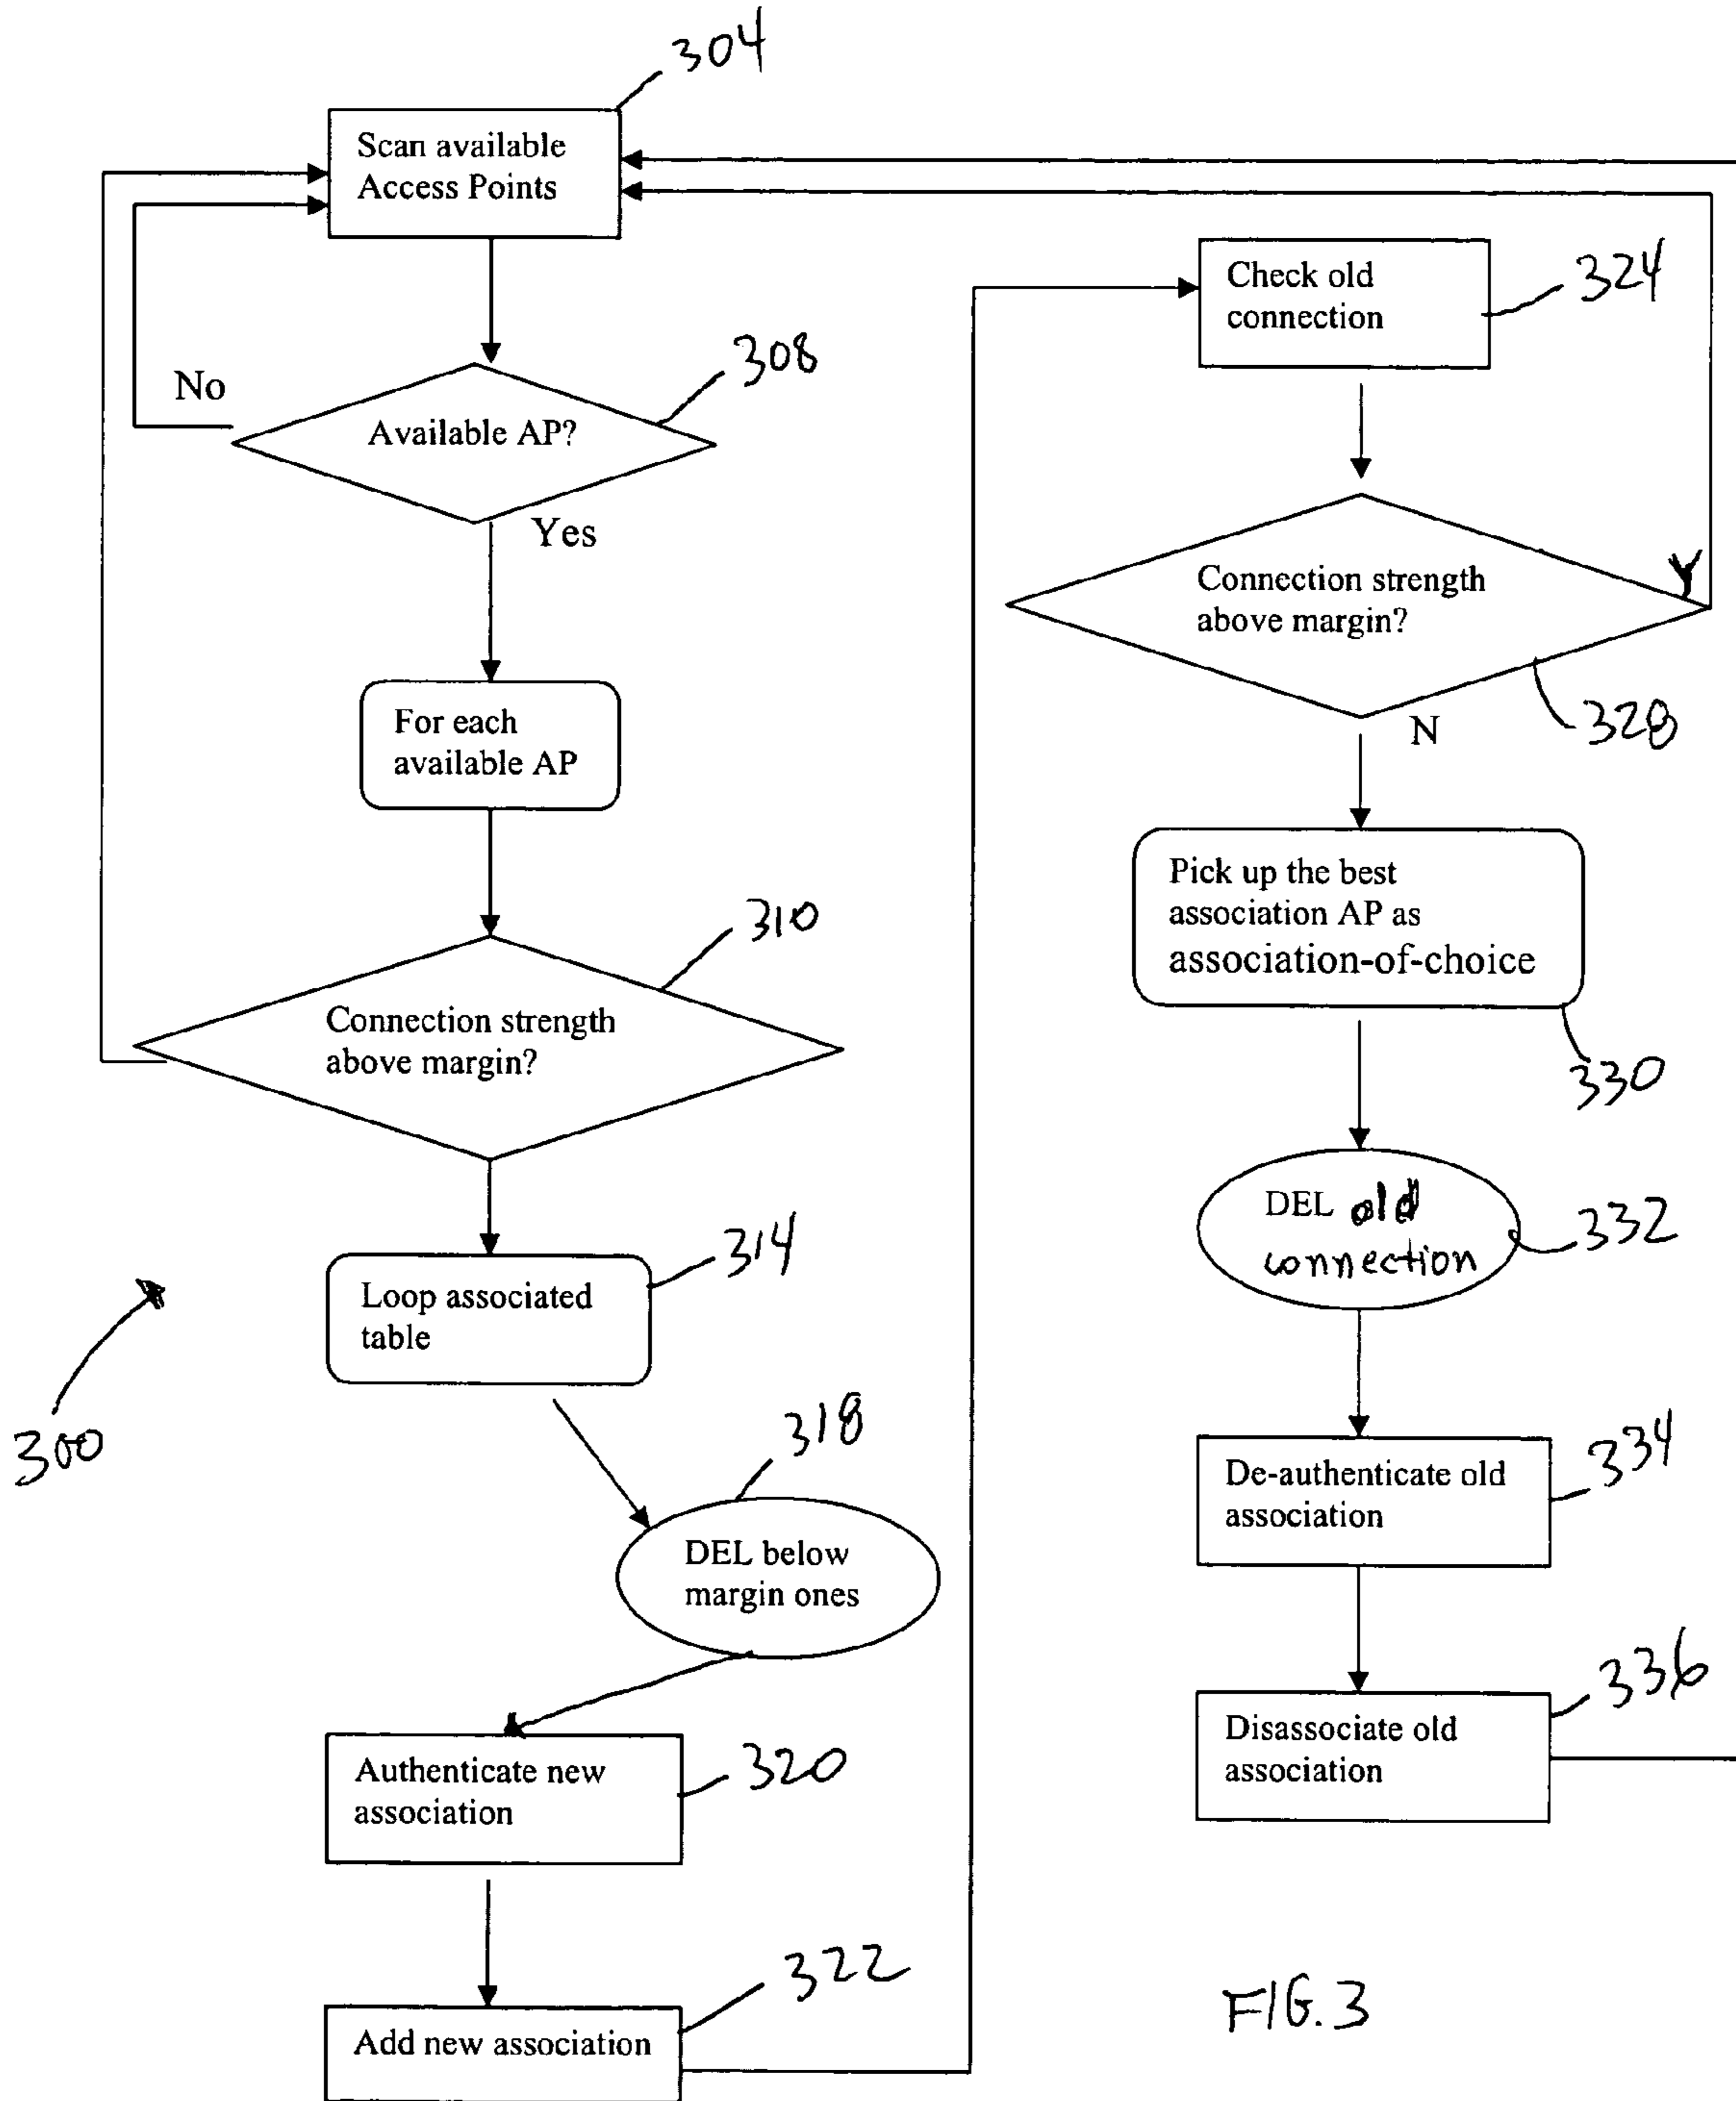 304
Scan available
Access Points
308
No
Available AP?
Yes
For each
available AP
310
Connection strength
above margin?
314
Loop associated
table
300
318
DEL below
margin ones
Authenticate new
association
320
322
Add new association
Check old
connection
324
Y
Connection strength
above margin?
328
N
Pick up the best
association AP as
association-of-choice
330
DEL old
connection
332
De-authenticate old
association
334
336
Disassociate old
association
FIG. 3